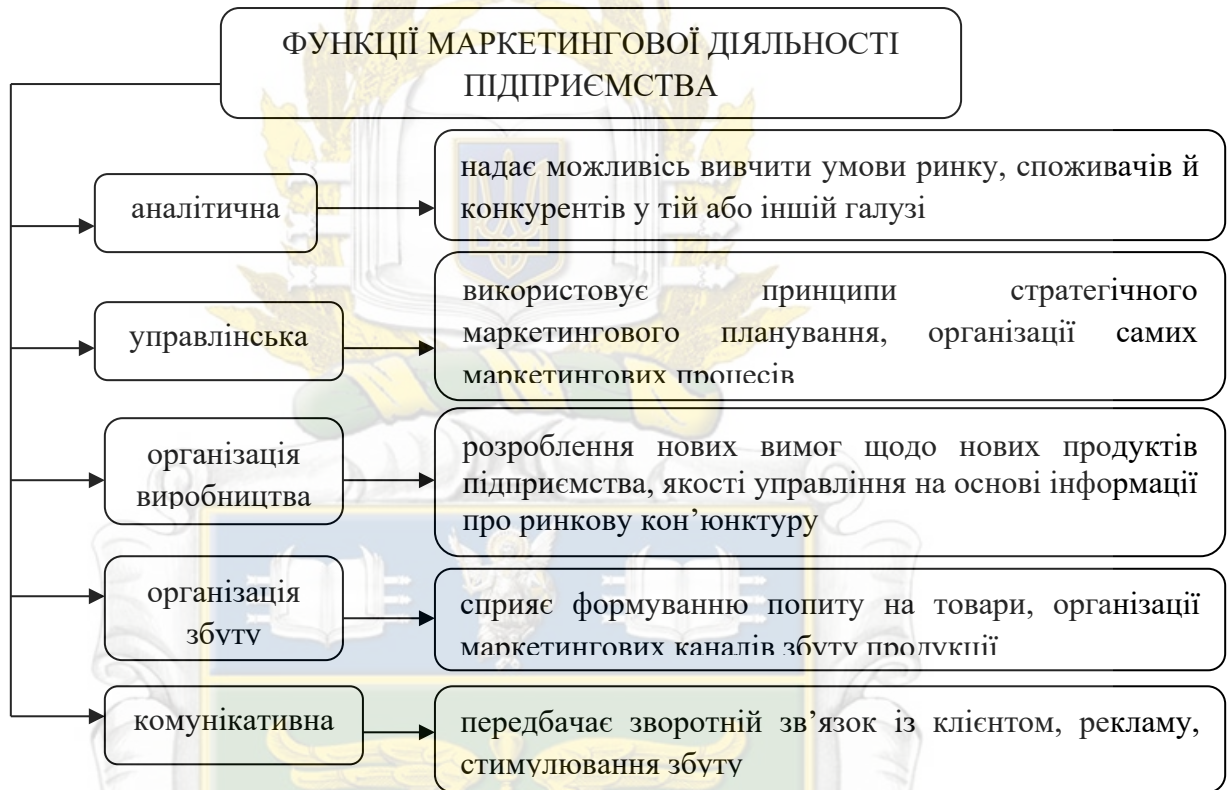 ФУНКЦІЇ МАРКЕТИНГОВОЇ ДІЯЛЬНОСТІ
ПІДПРИЄМСТВА
аналітична
надає можливісь вивчити умови ринку, споживачів й
конкурентів у тій або іншій галузі
управлінська
використовує принципи стратегічного
маркетингового планування, організації самих
маркетингових процесів
організація
виробництва
розроблення нових вимог щодо нових продуктів
підприємства, якості управління на основі інформації
про ринкову кон’юнктуру
організація
збуту
сприяє формуванню попиту на товари, організації
маркетингових каналів збуту продукції
комунікативна
передбачає зворотній зв’язок із клієнтом, рекламу,
стимулювання збуту